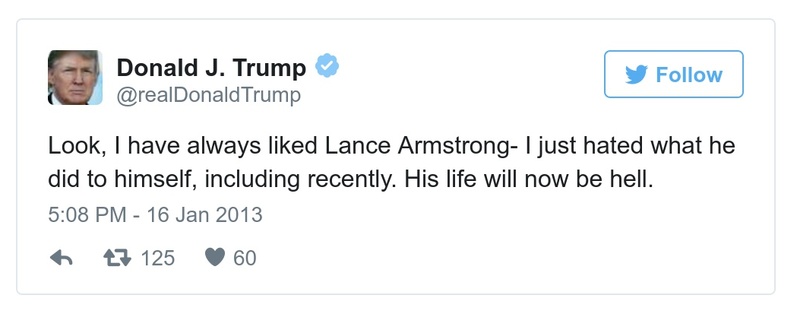 Donald J. Trump
@realDonaldTrump
Follow
Look, I have always liked Lance Armstrong- I just hated what he
did to himself, including recently. His life will now be hell.
5:08 PM - 16 Jan 2013
125 60